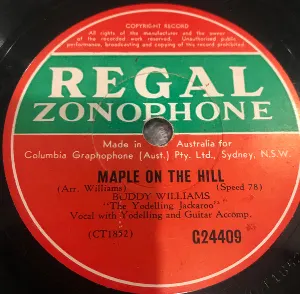 COPYRIGHT RECORD
All rights of the manufacturer and the owner
of the recorded work reserved. Unauthorised public
performance, broadcasting and copying of this record prohibited
REGAL
ZONOPHONE
Made in Australia for
Columbia Graphophone (Aust.) Pty. Ltd., Sydney, N.S.W.
MAPLE ON THE HILL
(Arr. Williams) (Speed 78)
BUDDY WILLIAMS
"The Yodelling Jackaroo"
Vocal with Yodelling and Guitar Accomp.
(CT1852) G24409